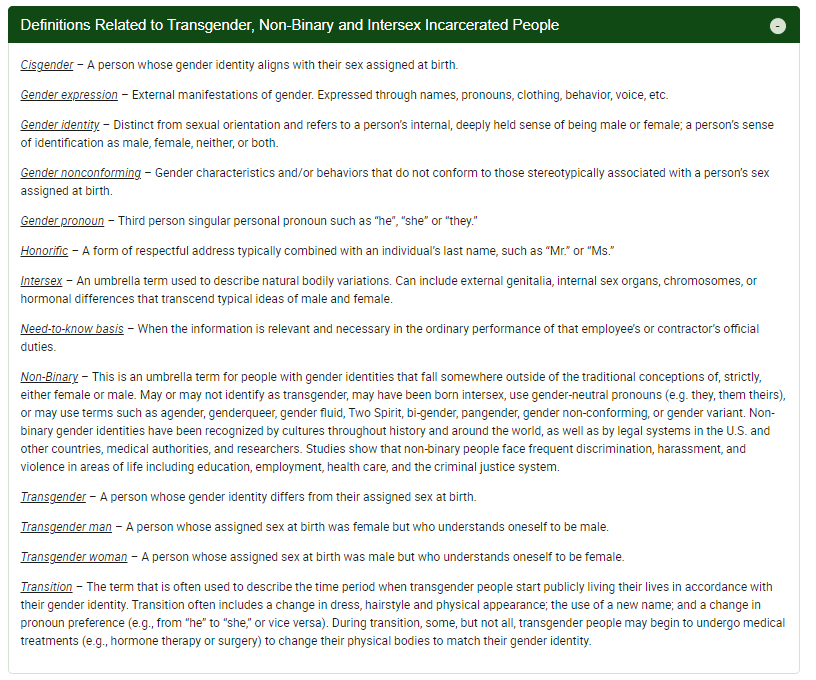 Definitions Related to Transgender, Non-Binary and Intersex Incarcerated People
-
Cisgender – A person whose gender identity aligns with their sex assigned at birth.
Gender expression – External manifestations of gender. Expressed through names, pronouns, clothing, behavior, voice, etc.
Gender identity – Distinct from sexual orientation and refers to a person's internal, deeply held sense of being male or female; a person's sense
of identification as male, female, neither, or both.
Gender nonconforming – Gender characteristics and/or behaviors that do not conform to those stereotypically associated with a person's sex
assigned at birth.
Gender pronoun – Third person singular personal pronoun such as “he”, “she” or “they.”
Honorific – A form of respectful address typically combined with an individual's last name, such as “Mr.” or “Ms.”
Intersex – An umbrella term used to describe natural bodily variations. Can include external genitalia, internal sex organs, chromosomes, or
hormonal differences that transcend typical ideas of male and female.
Need-to-know basis – When the information is relevant and necessary in the ordinary performance of that employee's or contractor's official
duties.
Non-Binary – This is an umbrella term for people with gender identities that fall somewhere outside of the traditional conceptions of, strictly,
either female or male. May or may not identify as transgender, may have been born intersex, use gender-neutral pronouns (e.g. they, them theirs),
or may use terms such as agender, genderqueer, gender fluid, Two Spirit, bi-gender, pangender, gender non-conforming, or gender variant. Non-
binary gender identities have been recognized by cultures throughout history and around the world, as well as by legal systems in the U.S. and
other countries, medical authorities, and researchers. Studies show that non-binary people face frequent discrimination, harassment, and
violence in areas of life including education, employment, health care, and the criminal justice system.
Transgender – A person whose gender identity differs from their assigned sex at birth.
Transgender man – A person whose assigned sex at birth was female but who understands oneself to be male.
Transgender woman – A person whose assigned sex at birth was male but who understands oneself to be female.
Transition – The term that is often used to describe the time period when transgender people start publicly living their lives in accordance with
their gender identity. Transition often includes a change in dress, hairstyle and physical appearance; the use of a new name; and a change in
pronoun preference (e.g., from “he” to “she,” or vice versa). During transition, some, but not all, transgender people may begin to undergo medical
treatments (e.g., hormone therapy or surgery) to change their physical bodies to match their gender identity.